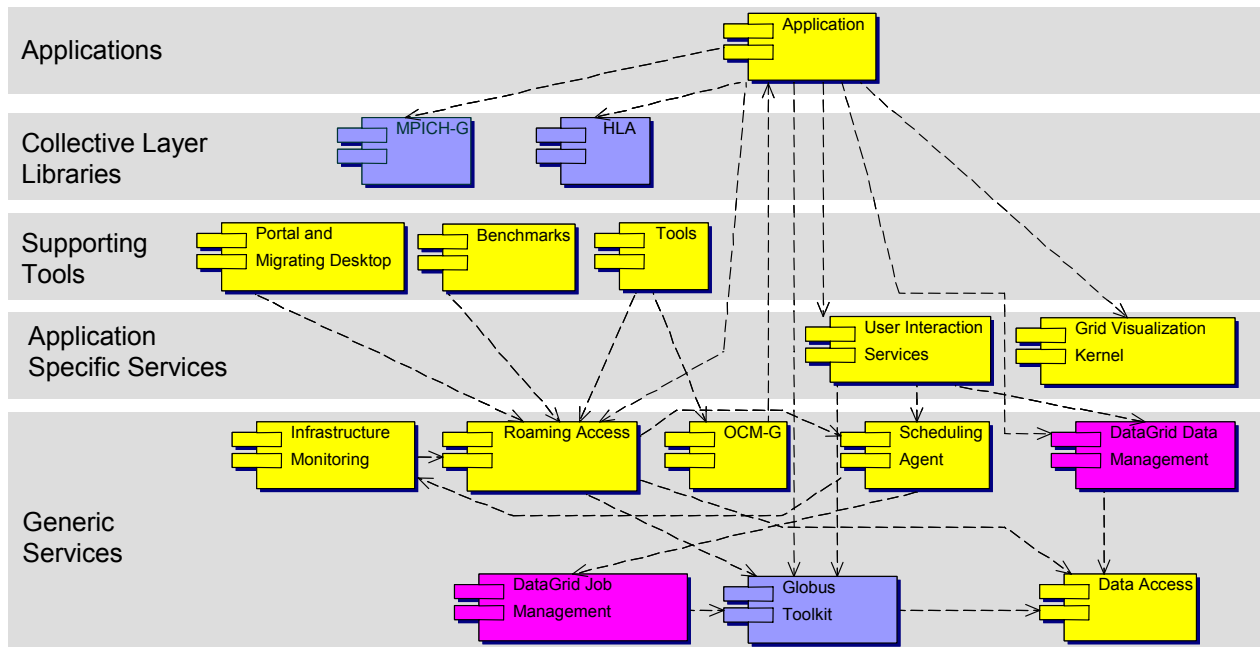 Applications
Application
Collective Layer
Libraries
MPICH-G
HLA
Supporting
Tools
Portal and
Migrating Desktop
Benchmarks
Tools
Application
Specific Services
User Interaction
Services
Grid Visualization
Kernel
Generic
Services
Infrastructure
Monitoring
Roaming Access
OCM-G
Scheduling
Agent
DataGrid Data
Management
DataGrid Job
Management
Globus
Toolkit
Data Access